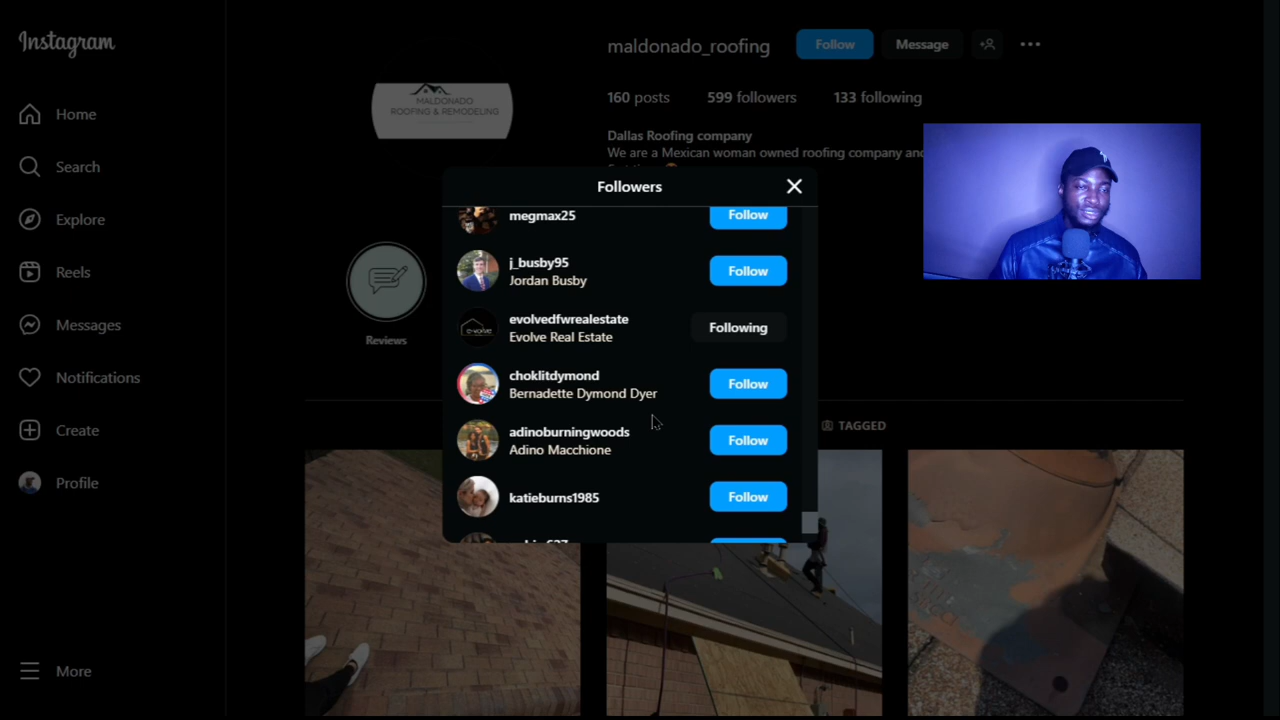 Instagram
Home
Search
Explore
Reels
Messages
Notifications
Create
Profile
More
maldonado_roofing
Follow
Message
160 posts
599 followers
133 following
Dallas Roofing company
We are a Mexican woman owned roofing company and
MALDONADO
ROOFING & REMODELING
Reviews
TAGGED
Followers
megmax25
Follow
j_busby95
Jordan Busby
Follow
evolvedfwrealestate
Evolve Real Estate
Following
choklitdymond
Bernadette Dymond Dyer
Follow
adinoburningwoods
Adino Macchione
Follow
katieburns1985
Follow